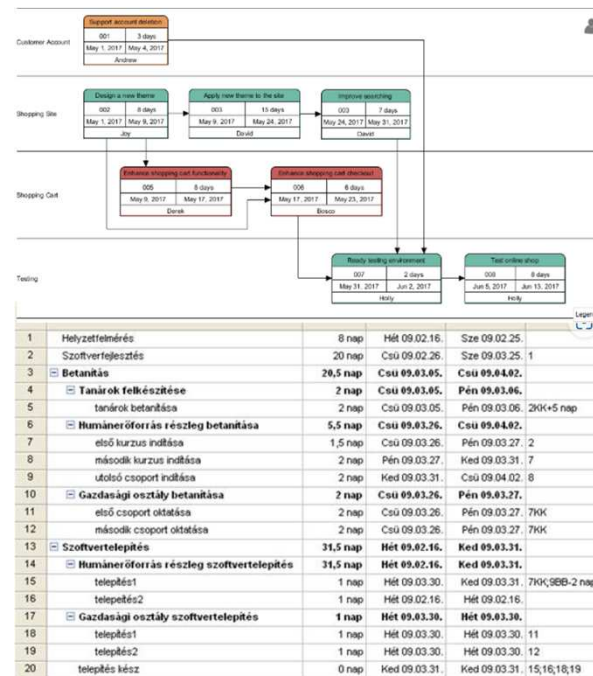 Support account deletion
001 3 days
Customer Account
May 1, 2017 May 4, 2017
Andrew
Design a new theme Apply new theme to the site Improve searching
002 8 days 003 15 days 003 7 days
Shopping Site
May 1, 2017 May 9, 2017 May 9, 2017 May 24, 2017 May 24, 2017 May 31, 2017
Joy David David
Enhance shopping cart functionality Enhance shopping cart checkout
005 8 days 006 6 days
Shopping Cart
May 9, 2017 May 17, 2017 May 17, 2017 May 23, 2017
Derek Bosco
Ready testing environment Test online shop
007 2 days 008 8 days
Testing
May 31, 2017 Jun 2, 2017 Jun 5, 2017 Jun 13, 2017
Holly Holly
Legen
1 Helyzetfelmérés 8 nap Hét 09.02.16. Sze 09.02.25.
2 Szoftverfejlesztés 20 nap Csü 09.02.26. Sze 09.03.25. 1
3 Betanítás 20,5 nap Csü 09.03.05. Csü 09.04.02.
4 Tanárok felkészítése 2 nap Csü 09.03.05. Pén 09.03.06.
5 tanárok betanítása 2 nap Csü 09.03.05. Pén 09.03.06. 2KK+5 nap
6 Humánerőforrás részleg betanítása 5,5 nap Csü 09.03.26. Csü 09.04.02.
7 első kurzus indítása 1,5 nap Csü 09.03.26. Pén 09.03.27. 2
8 második kurzus indítása 2 nap Pén 09.03.27. Ked 09.03.31. 7
9 utolsó csoport indítása 2 nap Ked 09.03.31. Csü 09.04.02. 8
10 Gazdasági osztály betanítása 2 nap Csü 09.03.26. Pén 09.03.27.
11 első csoport oktatása 2 nap Csü 09.03.26. Pén 09.03.27. 7KK
12 második csoport oktatása 2 nap Csü 09.03.26. Pén 09.03.27. 7KK
13 Szoftvertelepítés 31,5 nap Hét 09.02.16. Ked 09.03.31.
14 Humánerőforrás részleg szoftvertelepítés 31,5 nap Hét 09.02.16. Ked 09.03.31.
15 telepítés1 1 nap Hét 09.03.30. Ked 09.03.31. 7KK;9BB-2 nap
16 telepeítés2 1 nap Hét 09.02.16. Hét 09.02.16.
17 Gazdasági osztály szoftvertelepítés 1 nap Hét 09.03.30. Hét 09.03.30.
18 telepítés1 1 nap Hét 09.03.30. Hét 09.03.30. 11
19 telepítés2 1 nap Hét 09.03.30. Hét 09.03.30. 12
20 telepítés kész 0 nap Ked 09.03.31. Ked 09.03.31. 15;16;18;19